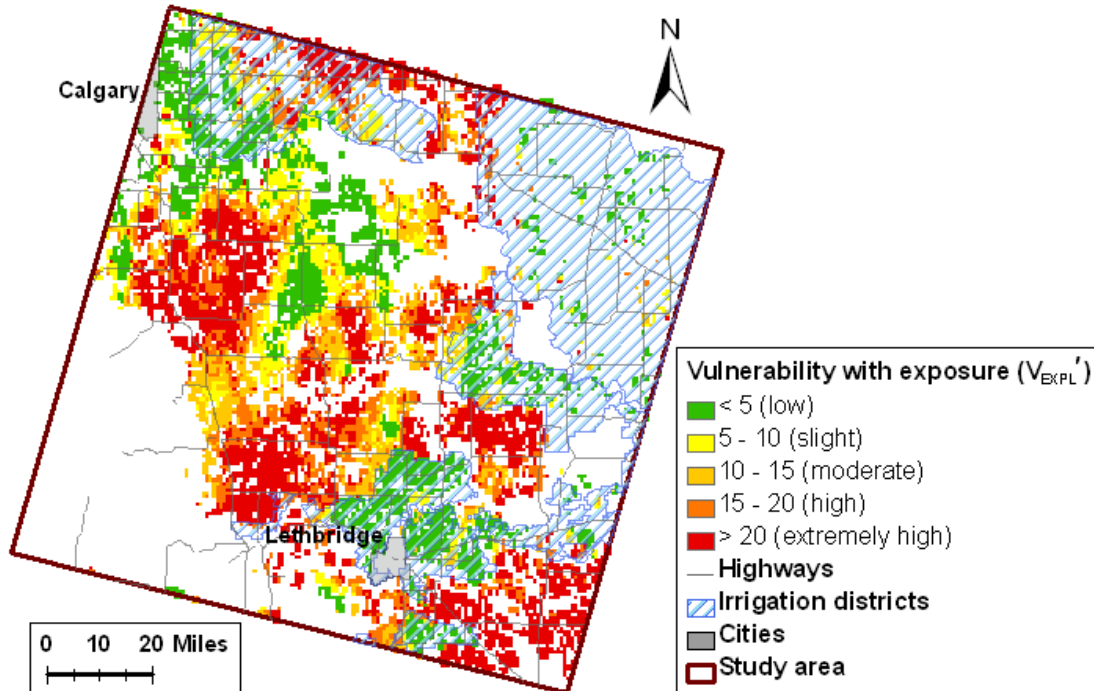 N
Calgary
Lethbridge
Vulnerability with exposure (V_EXPL')
< 5 (low)
5 - 10 (slight)
10 - 15 (moderate)
15 - 20 (high)
> 20 (extremely high)
Highways
Irrigation districts
Cities
Study area
0 10 20 Miles